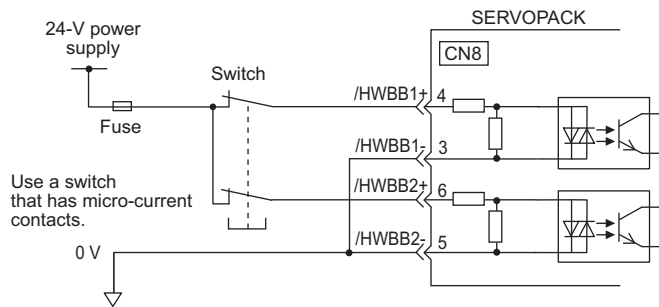 SERVOPACK
24-V power
supply
CN8
Switch
Fuse
/HWBB1+ 4
/HWBB1- 3
Use a switch
that has micro-current
contacts.
/HWBB2+ 6
0 V
/HWBB2- 5